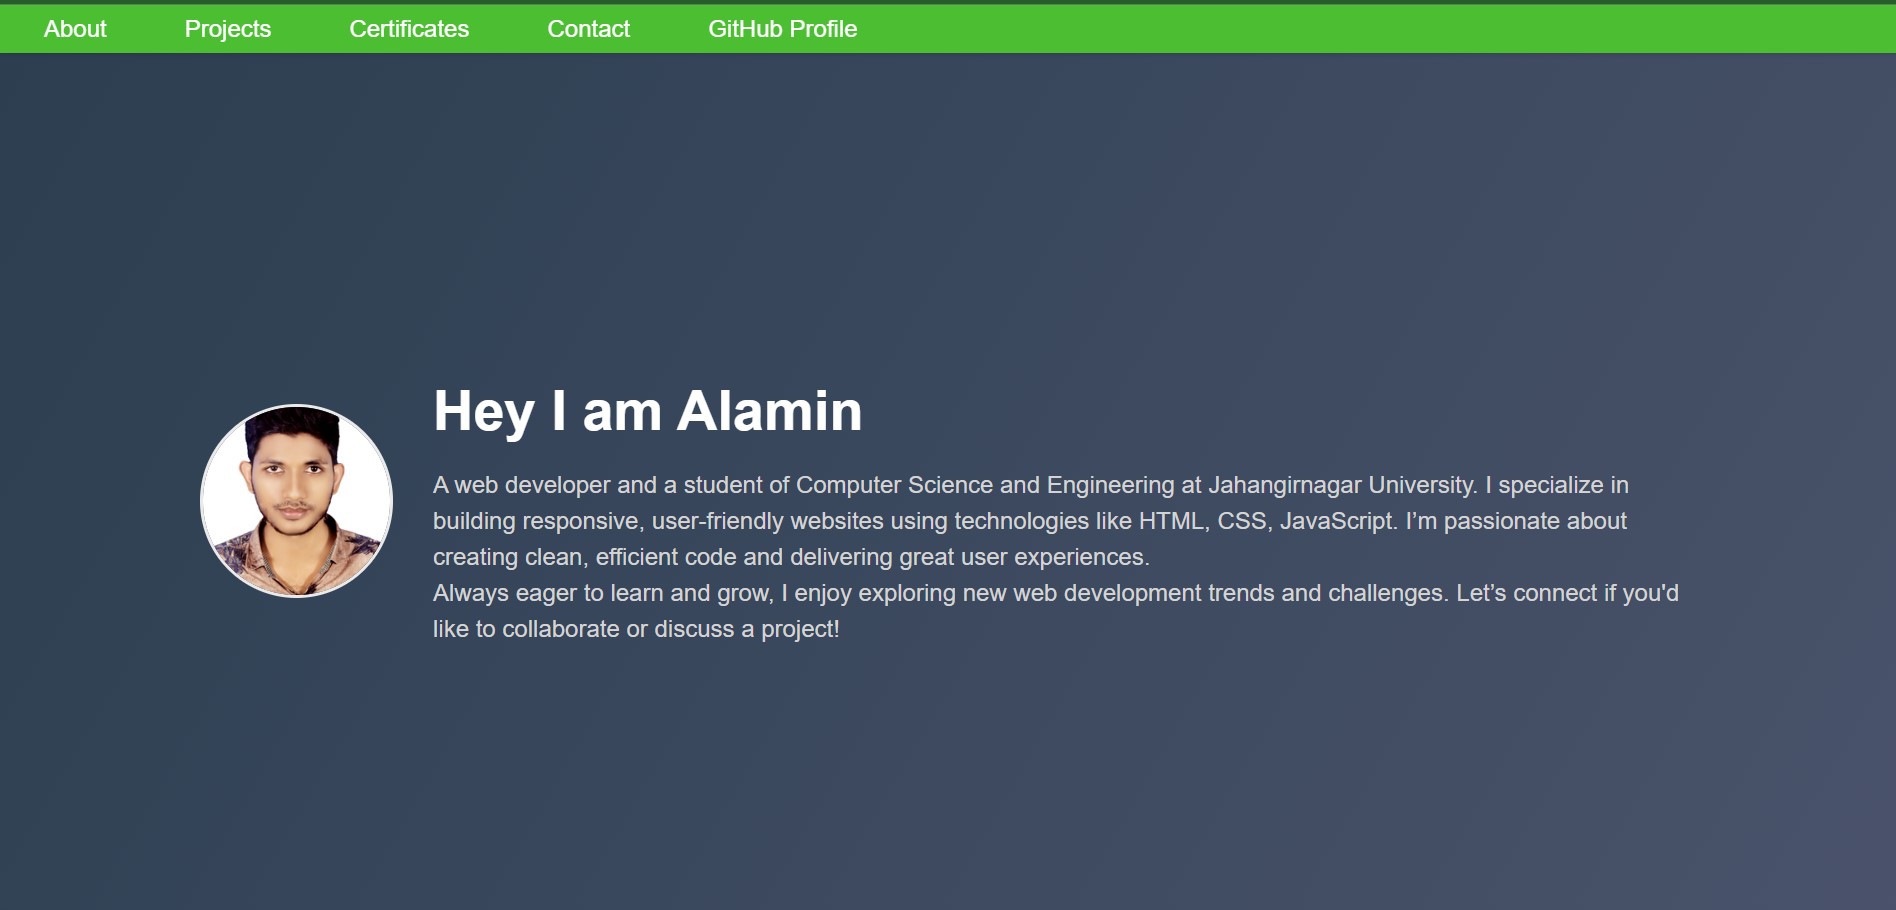 About Projects Certificates Contact GitHub Profile
Hey I am Alamin
A web developer and a student of Computer Science and Engineering at Jahangirnagar University. I specialize in
building responsive, user-friendly websites using technologies like HTML, CSS, JavaScript. I’m passionate about
creating clean, efficient code and delivering great user experiences.
Always eager to learn and grow, I enjoy exploring new web development trends and challenges. Let’s connect if you'd
like to collaborate or discuss a project!